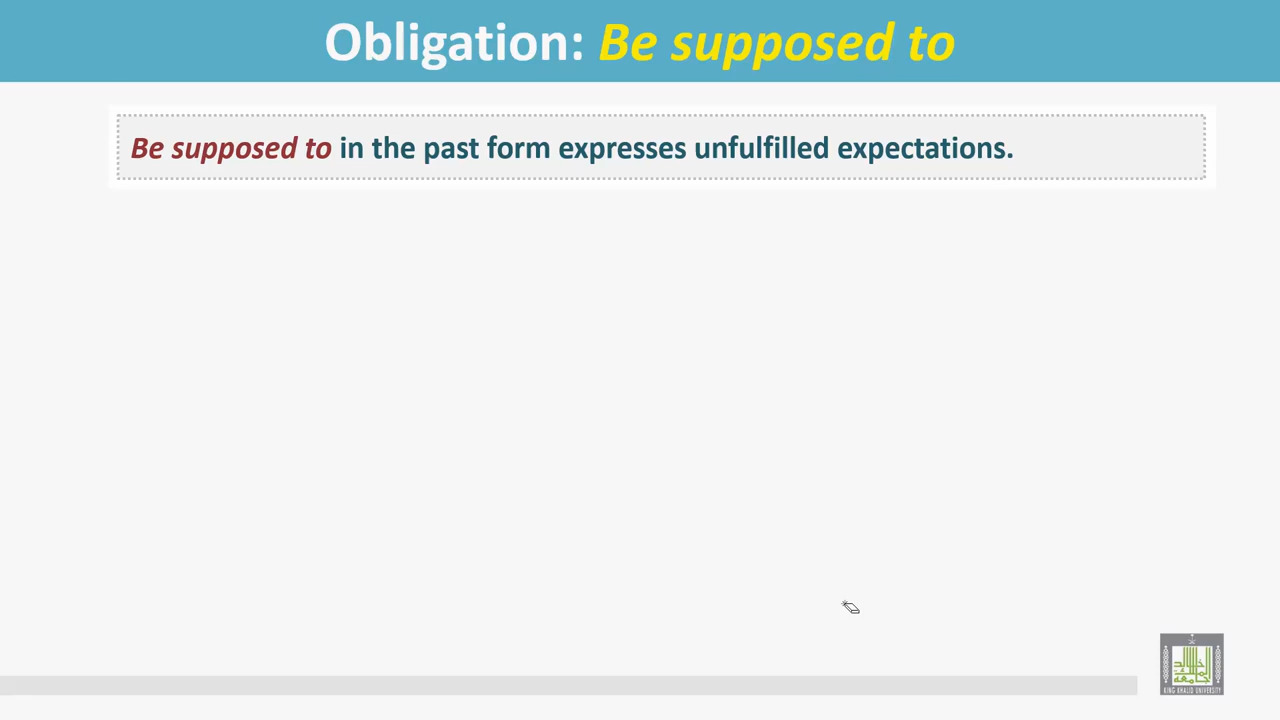 Obligation: Be supposed to
Be supposed to in the past form expresses unfulfilled expectations.
KING KHALID UNIVERSITY